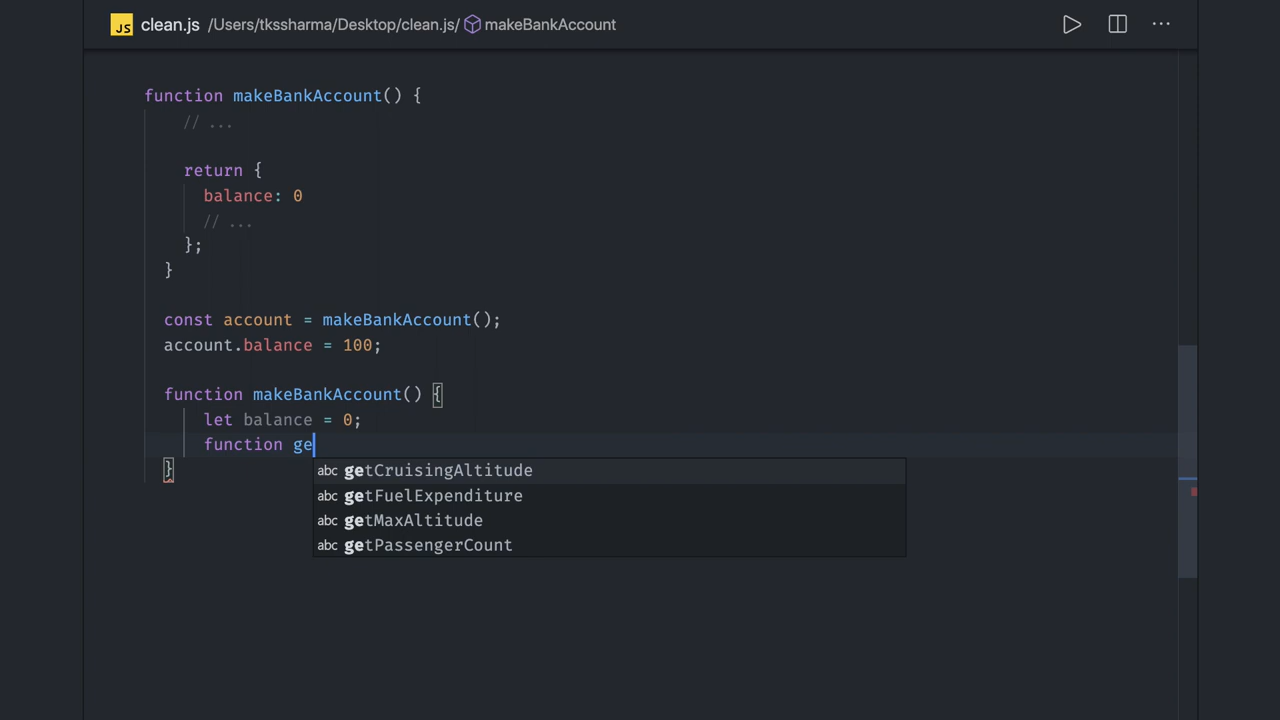 JS clean.js /Users/tkssharma/Desktop/clean.js/ makeBankAccount
function makeBankAccount() {
// ...
return {
balance: 0
// ...
};
}
const account = makeBankAccount();
account.balance = 100;
function makeBankAccount() {
let balance = 0;
function ge
}
abc getCruisingAltitude
abc getFuelExpenditure
abc getMaxAltitude
abc getPassengerCount